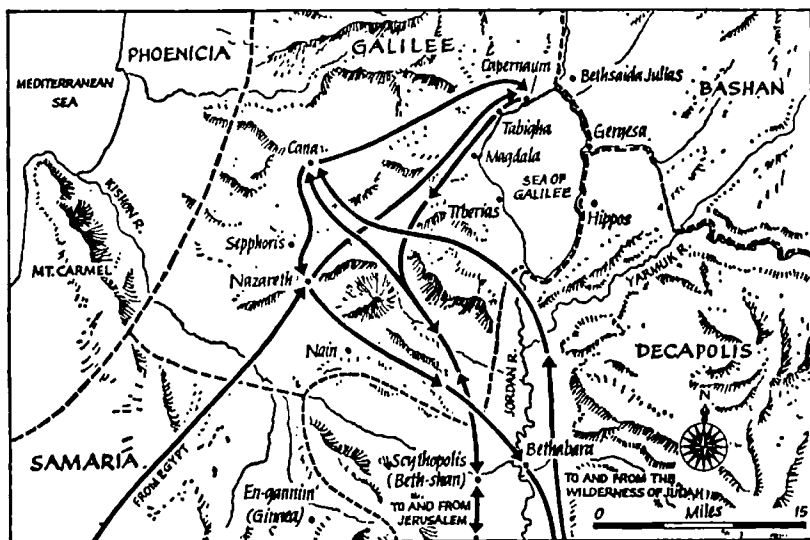 PHOENICIA
GALILEE
Capernaum
Bethsaida Julias
BASHAN
MEDITERRANEAN
SEA
Tabigha
Gergesa
Cana
Magdala
SEA OF
GALILEE
KISHON R.
Tiberias
Hippos
Sepphoris
MT. CARMEL
Nazareth
YARMUK R.
Nain
JORDAN R.
DECAPOLIS
N
SAMARIA
FROM EGYPT
Scythopolis
(Beth-shan)
Bethabara
TO AND FROM THE
WILDERNESS OF JUDAH
En-gannim
(Ginnea)
TO AND FROM
JERUSALEM
0 Miles 15